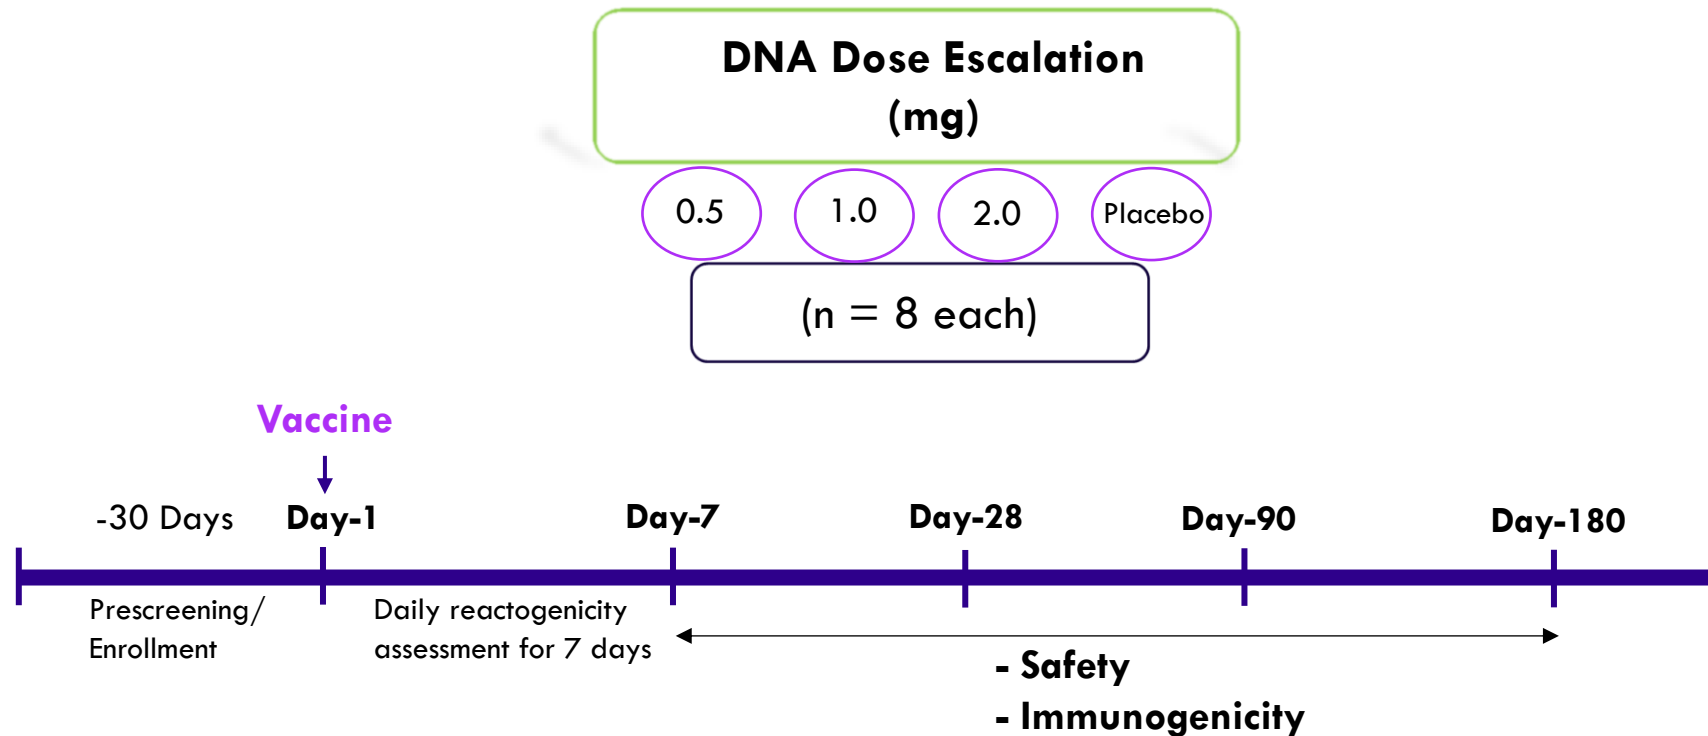 DNA Dose Escalation
(mg)
0.5
1.0
2.0
Placebo
(n = 8 each)
Vaccine
-30 Days
Day-1
Day-7
Day-28
Day-90
Day-180
Prescreening/
Enrollment
Daily reactogenicity
assessment for 7 days
- Safety
- Immunogenicity